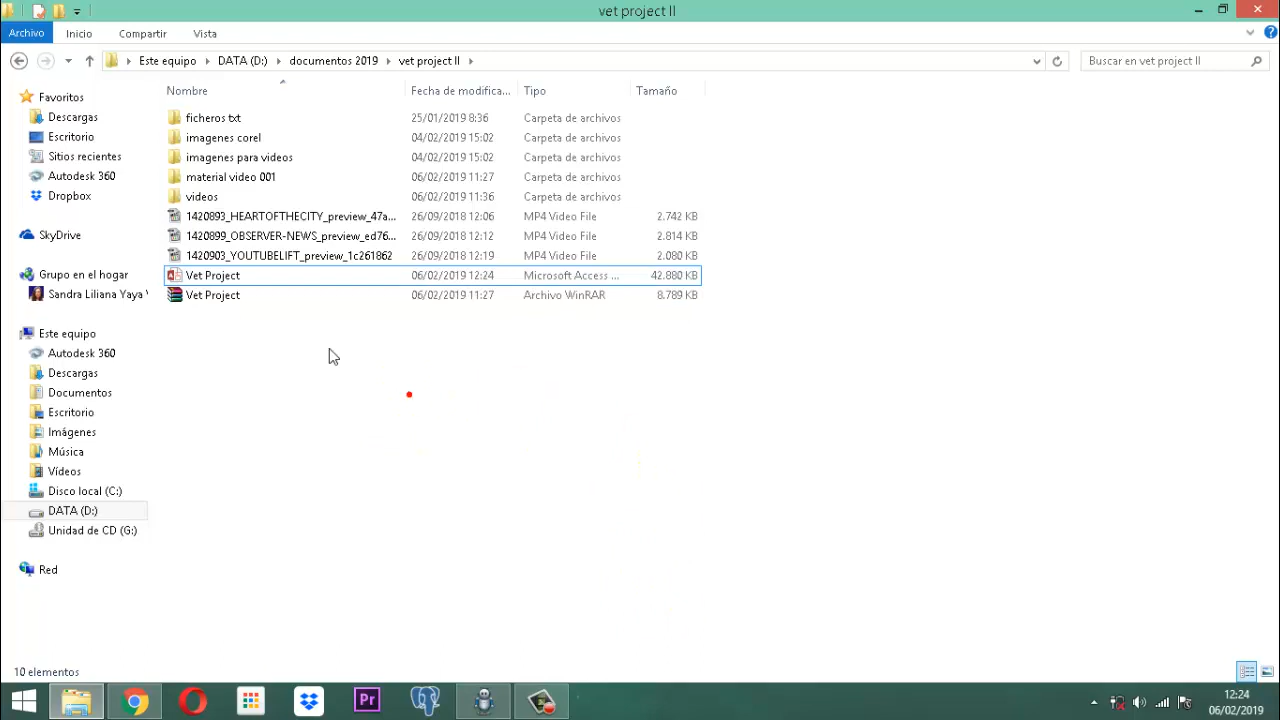 vet project II
Archivo Inicio Compartir Vista
Este equipo DATA (D:) documentos 2019 vet project II
Buscar en vet project II
Nombre Fecha de modifica... Tipo Tamaño
Favoritos
Descargas
Escritorio
Sitios recientes
Autodesk 360
Dropbox
SkyDrive
Grupo en el hogar
Sandra Liliana Yaya
Este equipo
Autodesk 360
Descargas
Documentos
Escritorio
Imágenes
Música
Vídeos
Disco local (C:)
DATA (D:)
Unidad de CD (G:)
Red
ficheros txt 25/01/2019 8:36 Carpeta de archivos
imagenes corel 04/02/2019 15:02 Carpeta de archivos
imagenes para videos 04/02/2019 15:02 Carpeta de archivos
material video 001 06/02/2019 11:27 Carpeta de archivos
videos 06/02/2019 11:36 Carpeta de archivos
1420893_HEARTOFTHECITY_preview_47a... 26/09/2018 12:06 MP4 Video File 2.742 KB
1420899_OBSERVER-NEWS_preview_ed76... 26/09/2018 12:12 MP4 Video File 2.814 KB
1420903_YOUTUBELIFT_preview_1c261862 26/09/2018 12:19 MP4 Video File 2.080 KB
Vet Project 06/02/2019 12:24 Microsoft Access ... 42.880 KB
Vet Project 06/02/2019 11:27 Archivo WinRAR 8.789 KB
10 elementos
Pr
12:24
06/02/2019